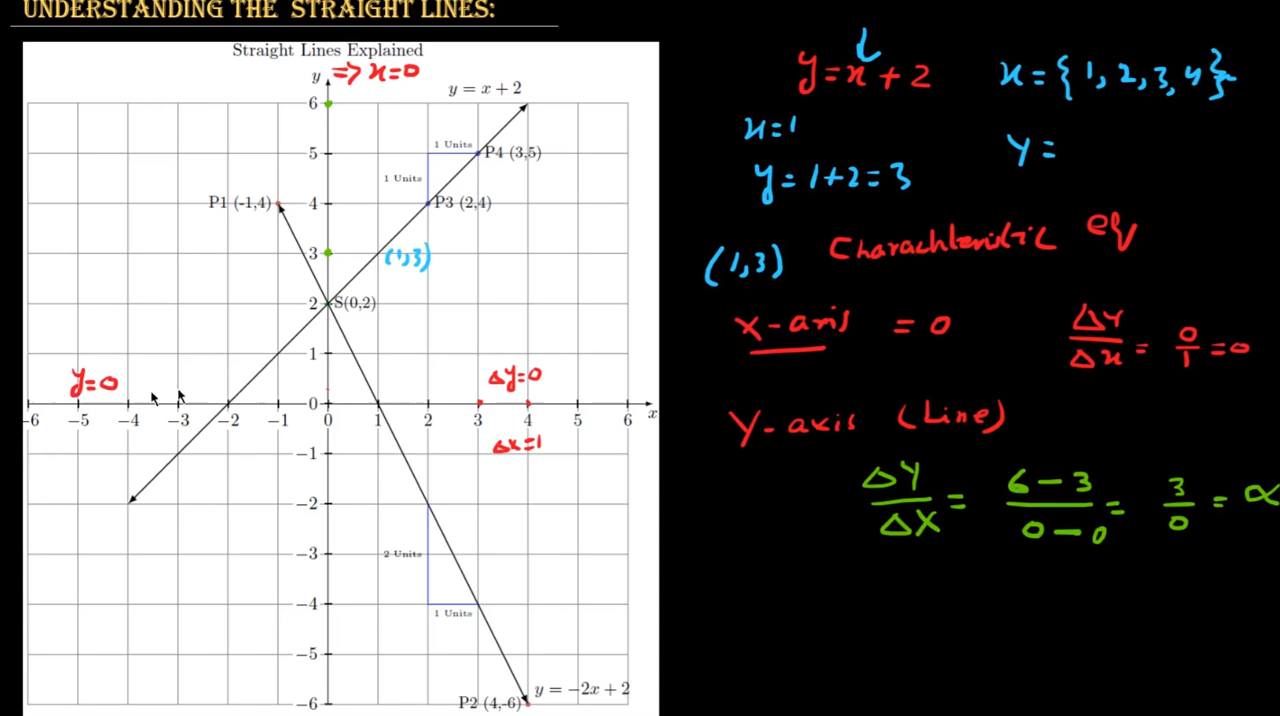 UNDERSTANDING THE STRAIGHT LINES:
Straight Lines Explained
y => x=0
6
y = x + 2
5
1 Units
P4 (3,5)
1 Units
P1 (-1,4)
4
P3 (2,4)
3
(1,3)
2
S(0,2)
1
y=0
Δy=0
0
x
-6 -5 -4 -3 -2 -1 0 1 2 3 4 5 6
Δx=1
-1
-2
-3
2 Units
-4
1 Units
-5
y = −2x + 2
-6
P2 (4,-6)
y=x+2
x={1,2,3,4}
x=1
y=
y=1+2=3
(1,3)
Charachteristic eq
x-axis = 0
ΔY/Δx = 0/1 = 0
Y-axis (Line)
ΔY/ΔX = 6-3/0-0 = 3/0 = ∝